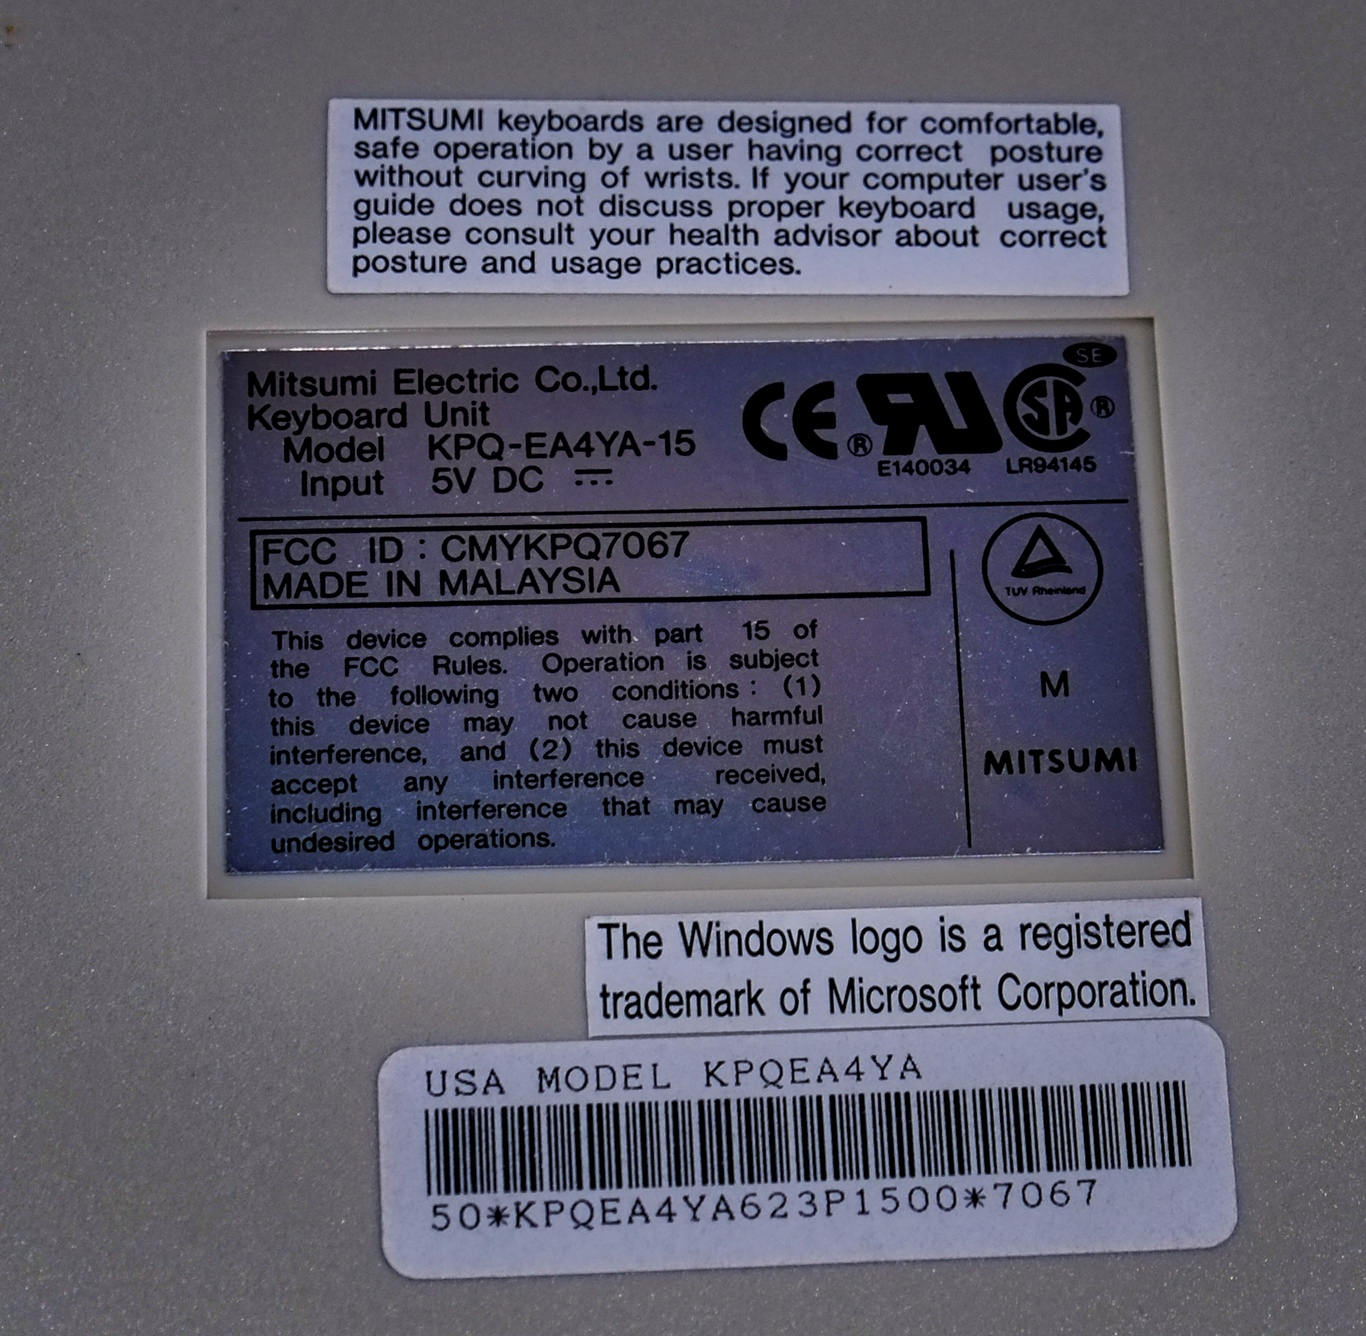 MITSUMI keyboards are designed for comfortable,
safe operation by a user having correct posture
without curving of wrists. If your computer user's
guide does not discuss proper keyboard usage,
please consult your health advisor about correct
posture and usage practices.
Mitsumi Electric Co.,Ltd.
Keyboard Unit
Model KPQ-EA4YA-15
Input 5V DC
CE
® RU
E140034
SA ®
SE
LR94145
FCC ID : CMYKPQ7067
MADE IN MALAYSIA
This device complies with part 15 of
the FCC Rules. Operation is subject
to the following two conditions : (1)
this device may not cause harmful
interference, and (2) this device must
accept any interference received,
including interference that may cause
undesired operations.
TUV Rheinland
M
MITSUMI
The Windows logo is a registered
trademark of Microsoft Corporation.
USA MODEL KPQEA4YA
50*KPQEA4YA623P1500*7067